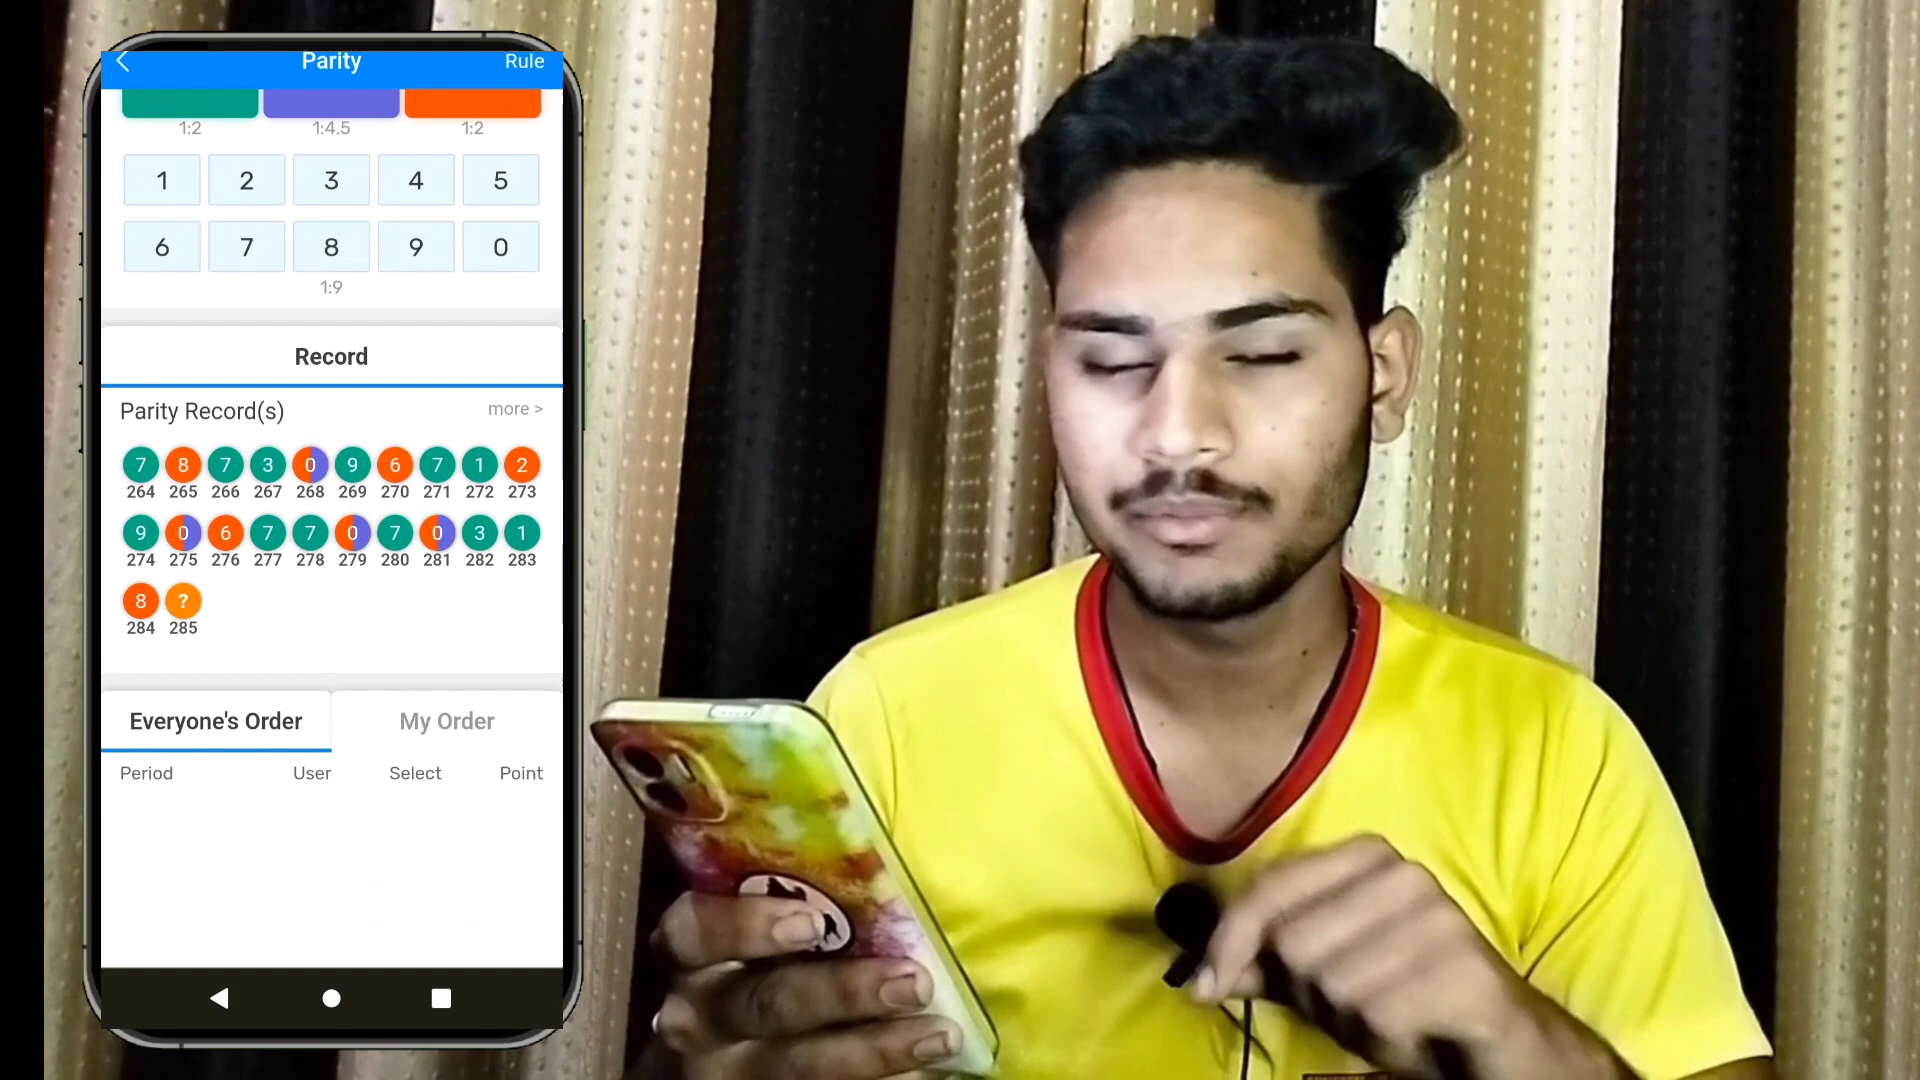 Parity Rule
1:2 1:4.5 1:2
1 2 3 4 5
6 7 8 9 0
1:9
Record
Parity Record(s) more >
7 8 7 3 0 9 6 7 1 2
264 265 266 267 268 269 270 271 272 273
9 0 6 7 7 0 7 0 3 1
274 275 276 277 278 279 280 281 282 283
8 ?
284 285
Everyone's Order My Order
Period User Select Point